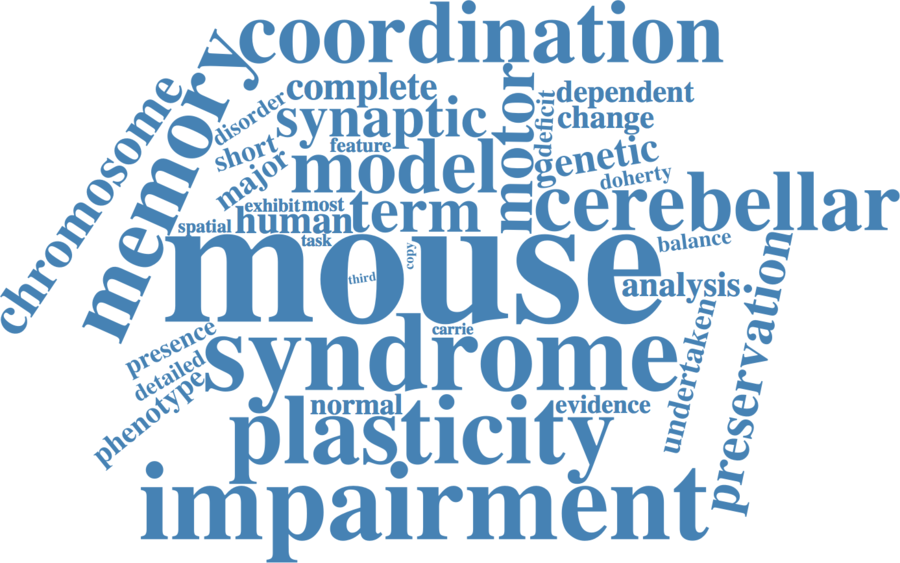 coordination
memory
chromosome
complete
disorder
synaptic
motor
deficit
dependent
change
short
feature
major
model
genetic
doherty
exhibit
most
term
cerebellar
spatial
human
task
mouse
copy
third
balance
analysis
preservation
carrie
presence
syndrome
undertaken
detailed
phenotype
normal
evidence
plasticity
impairment